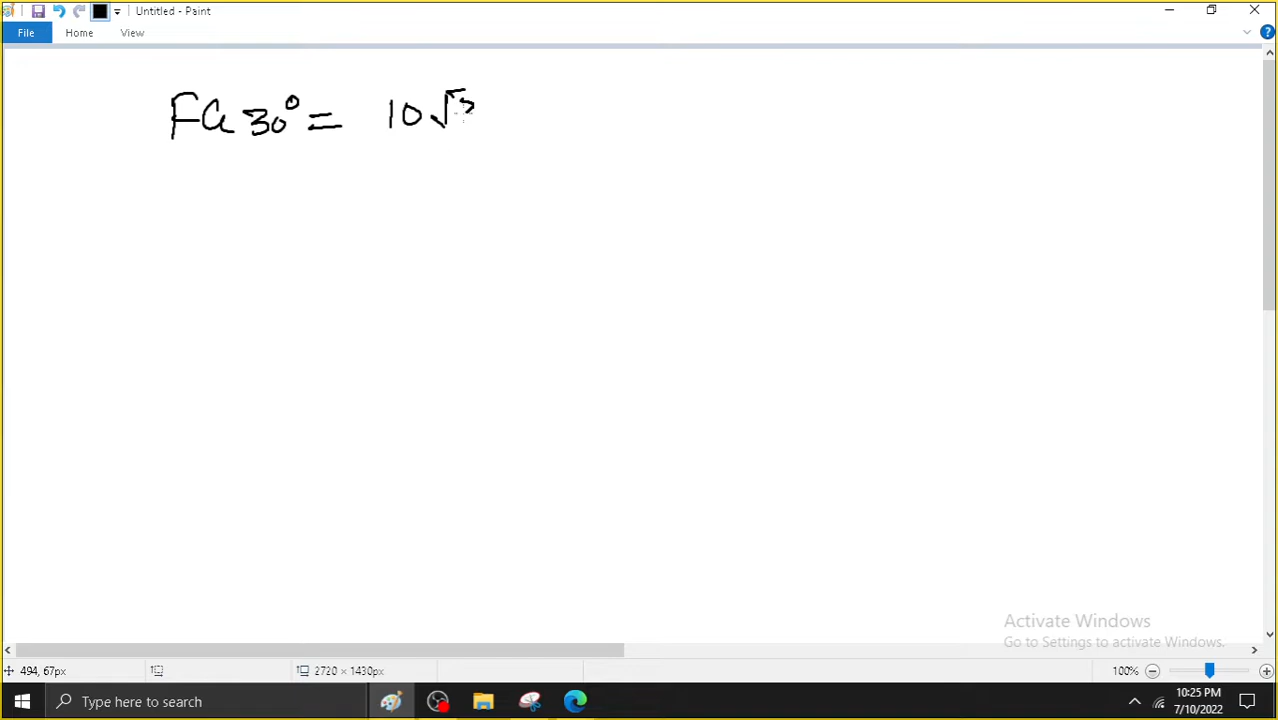 Untitled - Paint
File Home View
FG 30° = 10√3
Activate Windows
Go to Settings to activate Windows.
494, 67px
2720 × 1430px
100%
Type here to search
10:25 PM
7/10/2022